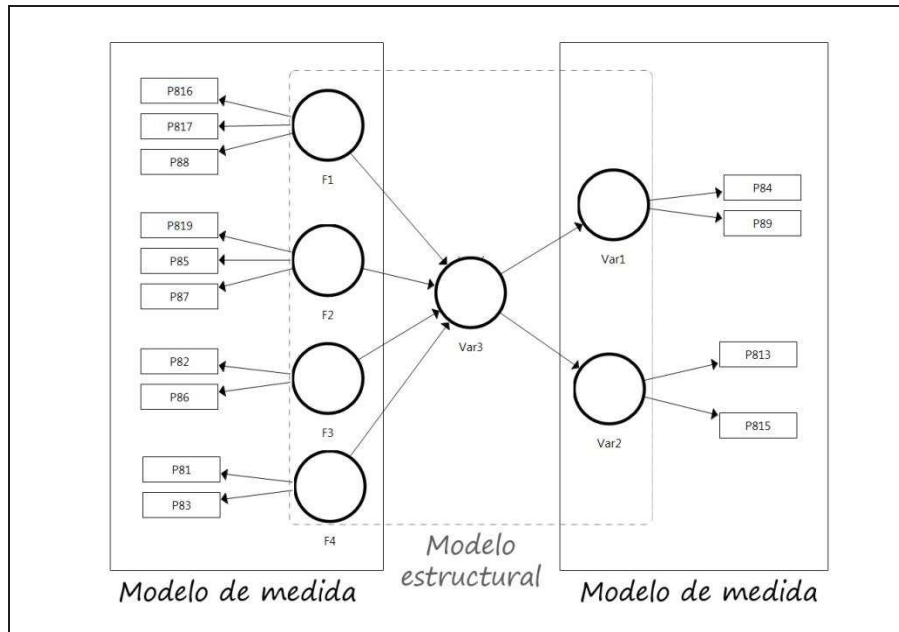 P816
P817
P88
F1
P819
P85
P87
F2
P82
P86
F3
P81
P83
F4
Var3
Var1
P84
P89
Var2
P813
P815
Modelo
estructural
Modelo de medida
Modelo de medida